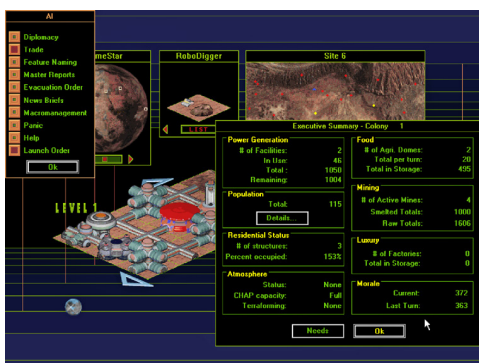 AI
Diplomacy
Trade
Feature Naming
Master Reports
Evacuation Order
News Briefs
Macromanagement
Panic
Help
Launch Order
Ok
meStar
RoboDigger
LIST
Site 6
LEVEL 1
Executive Summary - Colony 1
Power Generation
# of Facilities: 2
In Use: 46
Total : 1050
Remaining: 1004
Population
Total: 115
Details...
Residential Status
# of structures: 3
Percent occupied: 153%
Atmosphere
Status: None
CHAP capacity: Full
Terraforming: None
Food
# of Agri. Domes: 2
Total per turn: 20
Total in Storage: 495
Mining
# of Active Mines: 4
Smelted Totals: 1000
Raw Totals: 1606
Luxury
# of Factories: 0
Total in Storage: 0
Morale
Current: 372
Last Turn: 363
Needs
Ok